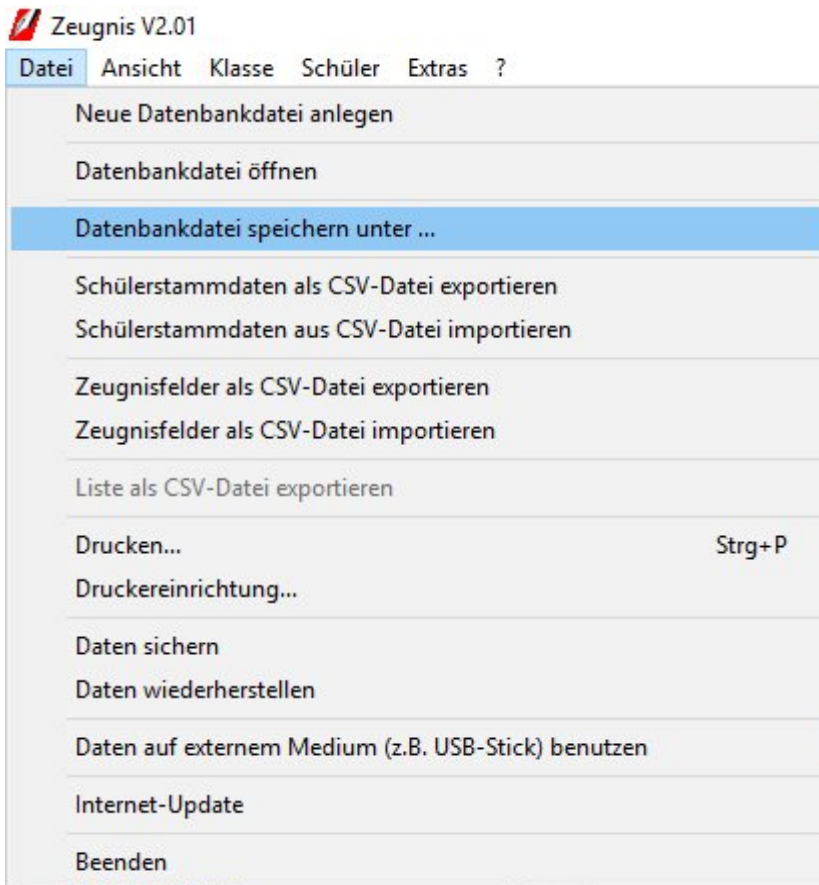 Zeugnis V2.01
Datei Ansicht Klasse Schüler Extras ?
Neue Datenbankdatei anlegen
Datenbankdatei öffnen
Datenbankdatei speichern unter ...
Schülerstammdaten als CSV-Datei exportieren
Schülerstammdaten aus CSV-Datei importieren
Zeugnisfelder als CSV-Datei exportieren
Zeugnisfelder als CSV-Datei importieren
Liste als CSV-Datei exportieren
Drucken... Strg+P
Druckereinrichtung...
Daten sichern
Daten wiederherstellen
Daten auf externem Medium (z.B. USB-Stick) benutzen
Internet-Update
Beenden